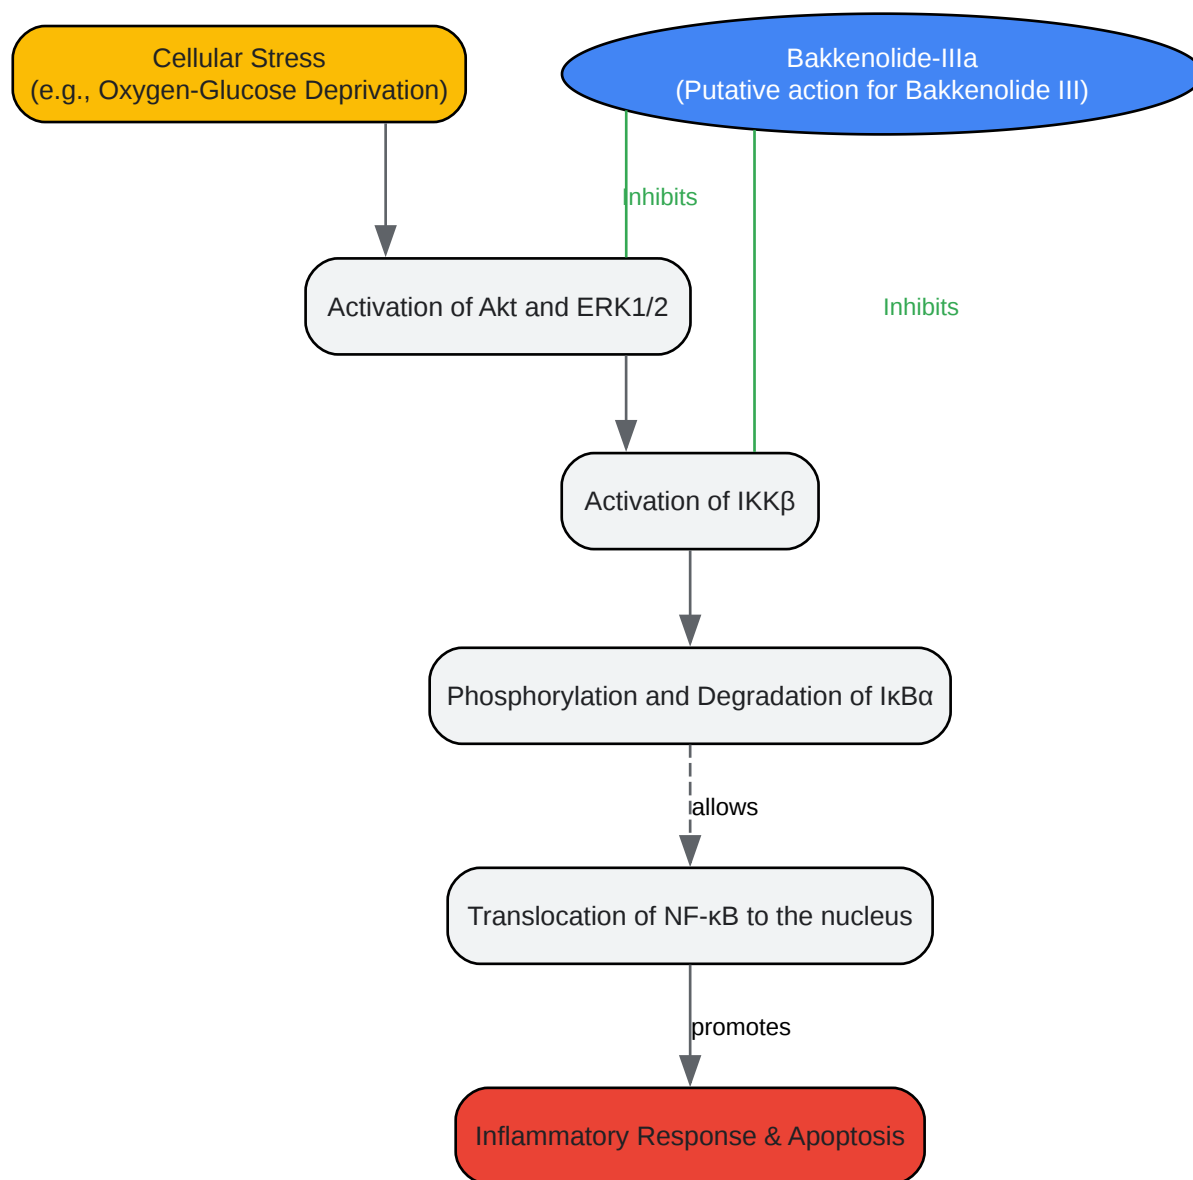 Cellular Stress
(e.g., Oxygen-Glucose Deprivation)
Bakkenolide-IIIa
(Putative action for Bakkenolide III)
Inhibits
Inhibits
Activation of Akt and ERK1/2
Activation of IKKβ
Phosphorylation and Degradation of IκBα
allows
Translocation of NF-κB to the nucleus
promotes
Inflammatory Response & Apoptosis